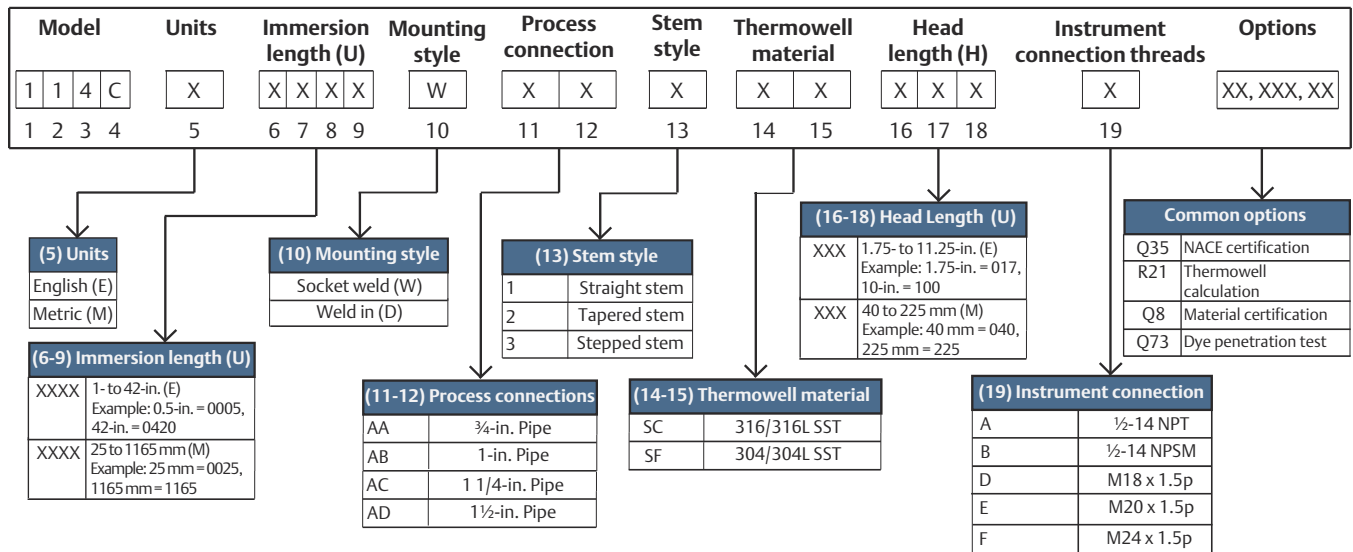 Model Units Immersion length (U) Mounting style Process connection Stem style Thermowell material Head length (H) Instrument connection threads Options
1 1 4 C X X X X X W X X X X X X X X X XX, XXX, XX
1 2 3 4 5 6 7 8 9 10 11 12 13 14 15 16 17 18 19
(5) Units
English (E)
Metric (M)
(6-9) Immersion length (U)
XXXX 1- to 42-in. (E)
Example: 0.5-in. = 0005,
42-in. = 0420
XXXX 25 to 1165 mm (M)
Example: 25 mm = 0025,
1165 mm = 1165
(10) Mounting style
Socket weld (W)
Weld in (D)
(11-12) Process connections
AA ¾-in. Pipe
AB 1-in. Pipe
AC 1 1/4-in. Pipe
AD 1½-in. Pipe
(13) Stem style
1 Straight stem
2 Tapered stem
3 Stepped stem
(14-15) Thermowell material
SC 316/316L SST
SF 304/304L SST
(16-18) Head Length (U)
XXX 1.75- to 11.25-in. (E)
Example: 1.75-in. = 017,
10-in. = 100
XXX 40 to 225 mm (M)
Example: 40 mm = 040,
225 mm = 225
(19) Instrument connection
A ½-14 NPT
B ½-14 NPSM
D M18 x 1.5p
E M20 x 1.5p
F M24 x 1.5p
Common options
Q35 NACE certification
R21 Thermowell
calculation
Q8 Material certification
Q73 Dye penetration test